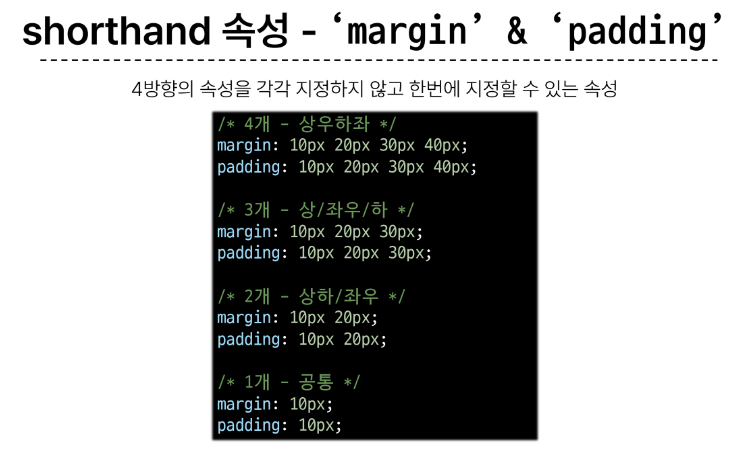 shorthand 속성 - ‘margin’ & ‘padding’
4방향의 속성을 각각 지정하지 않고 한번에 지정할 수 있는 속성
/* 4개 - 상우하좌 */
margin: 10px 20px 30px 40px;
padding: 10px 20px 30px 40px;
/* 3개 - 상/좌우/하 */
margin: 10px 20px 30px;
padding: 10px 20px 30px;
/* 2개 - 상하/좌우 */
margin: 10px 20px;
padding: 10px 20px;
/* 1개 - 공통 */
margin: 10px;
padding: 10px;